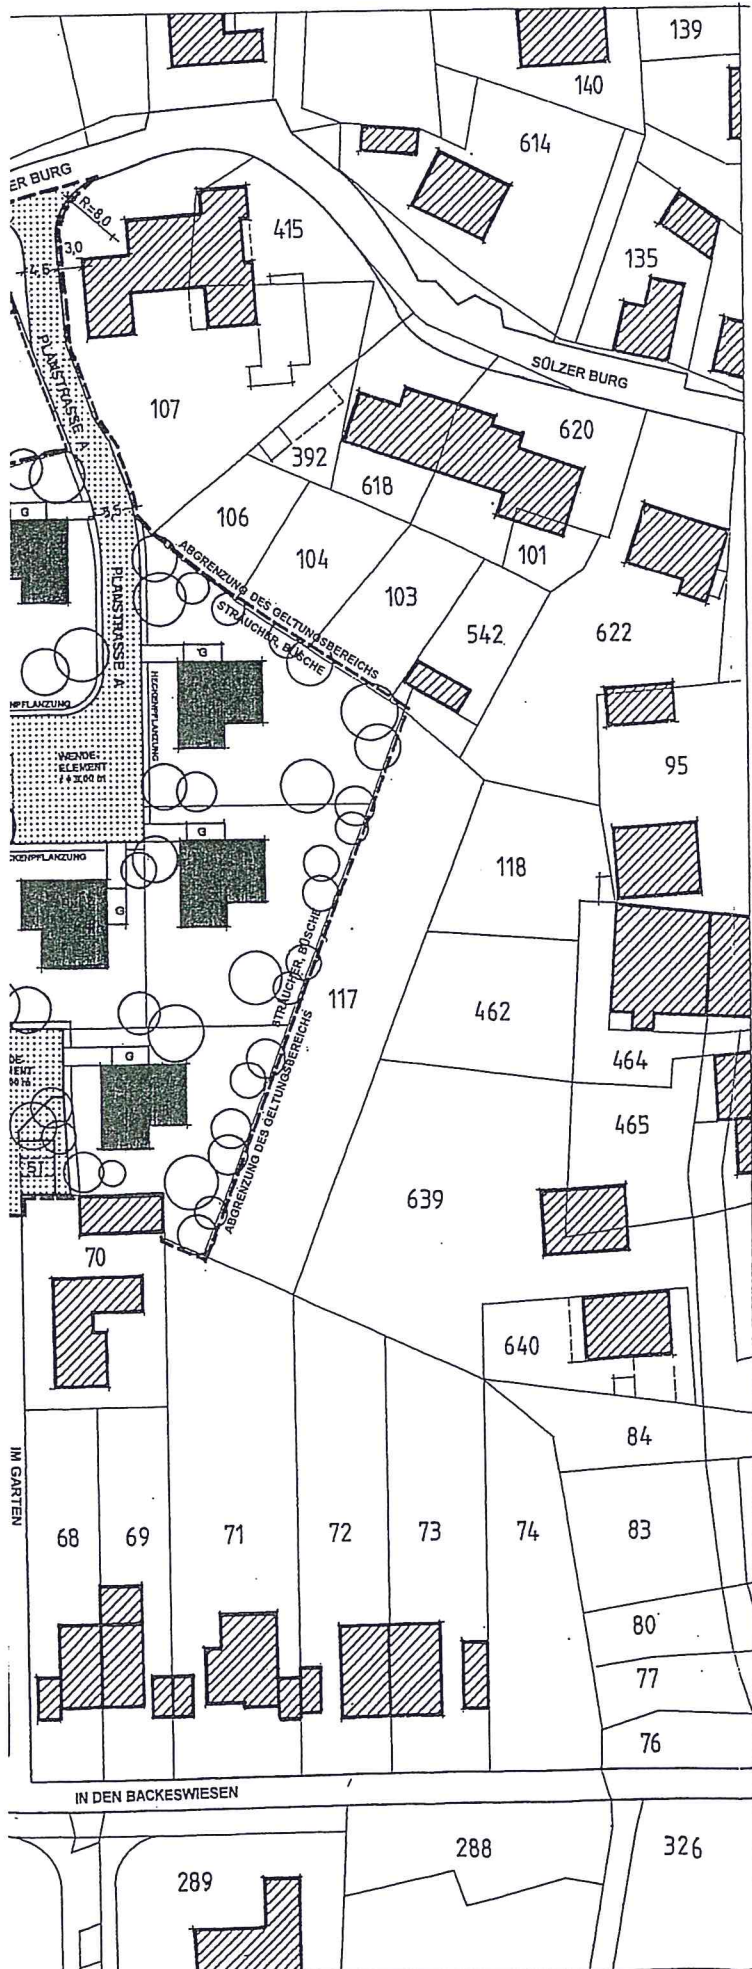 139
140
614
ER BURG
R=8,0
415
3,0
4,5
135
PLANSTRASSE A
SÜLZER BURG
107
620
392
618
G
3,5
106
104
101
ABGRENZUNG DES GELTUNGSBEREICHS
103
PLANSTRASSE A
STRÄUCHER, BÜSCHE
542
622
G
NPFLANZUNG
HECKENPFLANZUNG
WENDE-
ELEMENT
95
G
CKENPFLANZUNG
118
G
STRÄUCHER, BÜSCHE
117
462
G
464
465
ABGRENZUNG DES GELTUNGSBEREICHS
639
70
640
84
IM GARTEN
68
69
71
72
73
74
83
80
77
76
IN DEN BACKESWIESEN
288
326
289